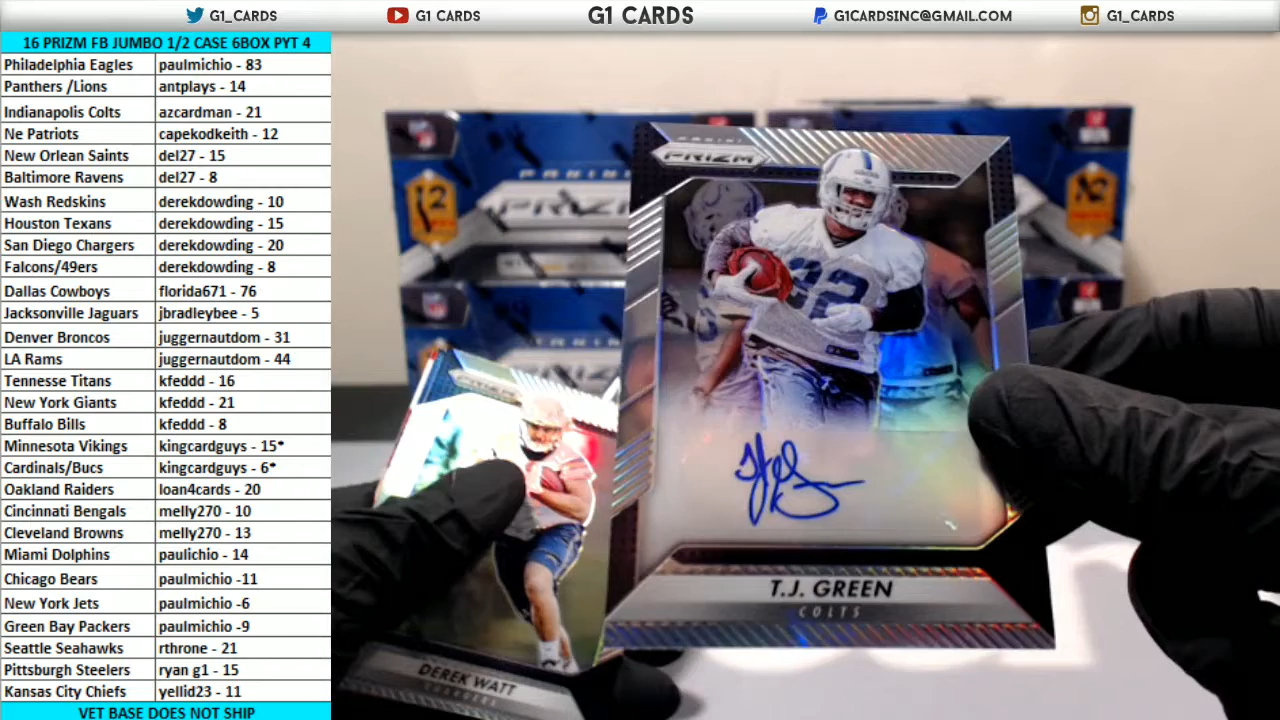 G1_CARDS G1 CARDS G1 CARDS G1CARDSINC@GMAIL.COM G1_CARDS
16 PRIZM FB JUMBO 1/2 CASE 6BOX PYT 4
Philadelphia Eagles paulmichio - 83
Panthers /Lions antplays - 14
Indianapolis Colts azcardman - 21
Ne Patriots capekodkeith - 12
New Orlean Saints del27 - 15
Baltimore Ravens del27 - 8
Wash Redskins derekdowding - 10
Houston Texans derekdowding - 15
San Diego Chargers derekdowding - 20
Falcons/49ers derekdowding - 8
Dallas Cowboys florida671 - 76
Jacksonville Jaguars jbradleybee - 5
Denver Broncos juggernautdom - 31
LA Rams juggernautdom - 44
Tennesse Titans kfeddd - 16
New York Giants kfeddd - 21
Buffalo Bills kfeddd - 8
Minnesota Vikings kingcardguys - 15*
Cardinals/Bucs kingcardguys - 6*
Oakland Raiders loan4cards - 20
Cincinnati Bengals melly270 - 10
Cleveland Browns melly270 - 13
Miami Dolphins paulichio - 14
Chicago Bears paulmichio -11
New York Jets paulmichio -6
Green Bay Packers paulmichio -9
Seattle Seahawks rthrone - 21
Pittsburgh Steelers ryan g1 - 15
Kansas City Chiefs yellid23 - 11
VET BASE DOES NOT SHIP
PANINI
PRIZM
32
T.J. GREEN
COLTS
PRIZM
DEREK WATT
CHARGERS
PANINI
PRIZM
12
PANINI